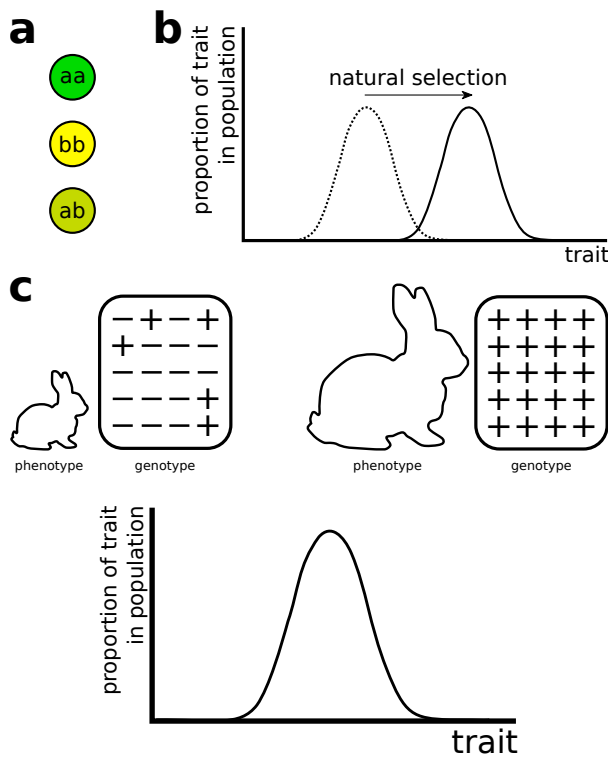 a
aa
bb
ab
b
proportion of trait
in population
natural selection
trait
c
− + − +
+ − − −
− − − −
− − − +
− − − +
phenotype
genotype
+ + + +
+ + + +
+ + + +
+ + + +
+ + + +
phenotype
genotype
proportion of trait
in population
trait